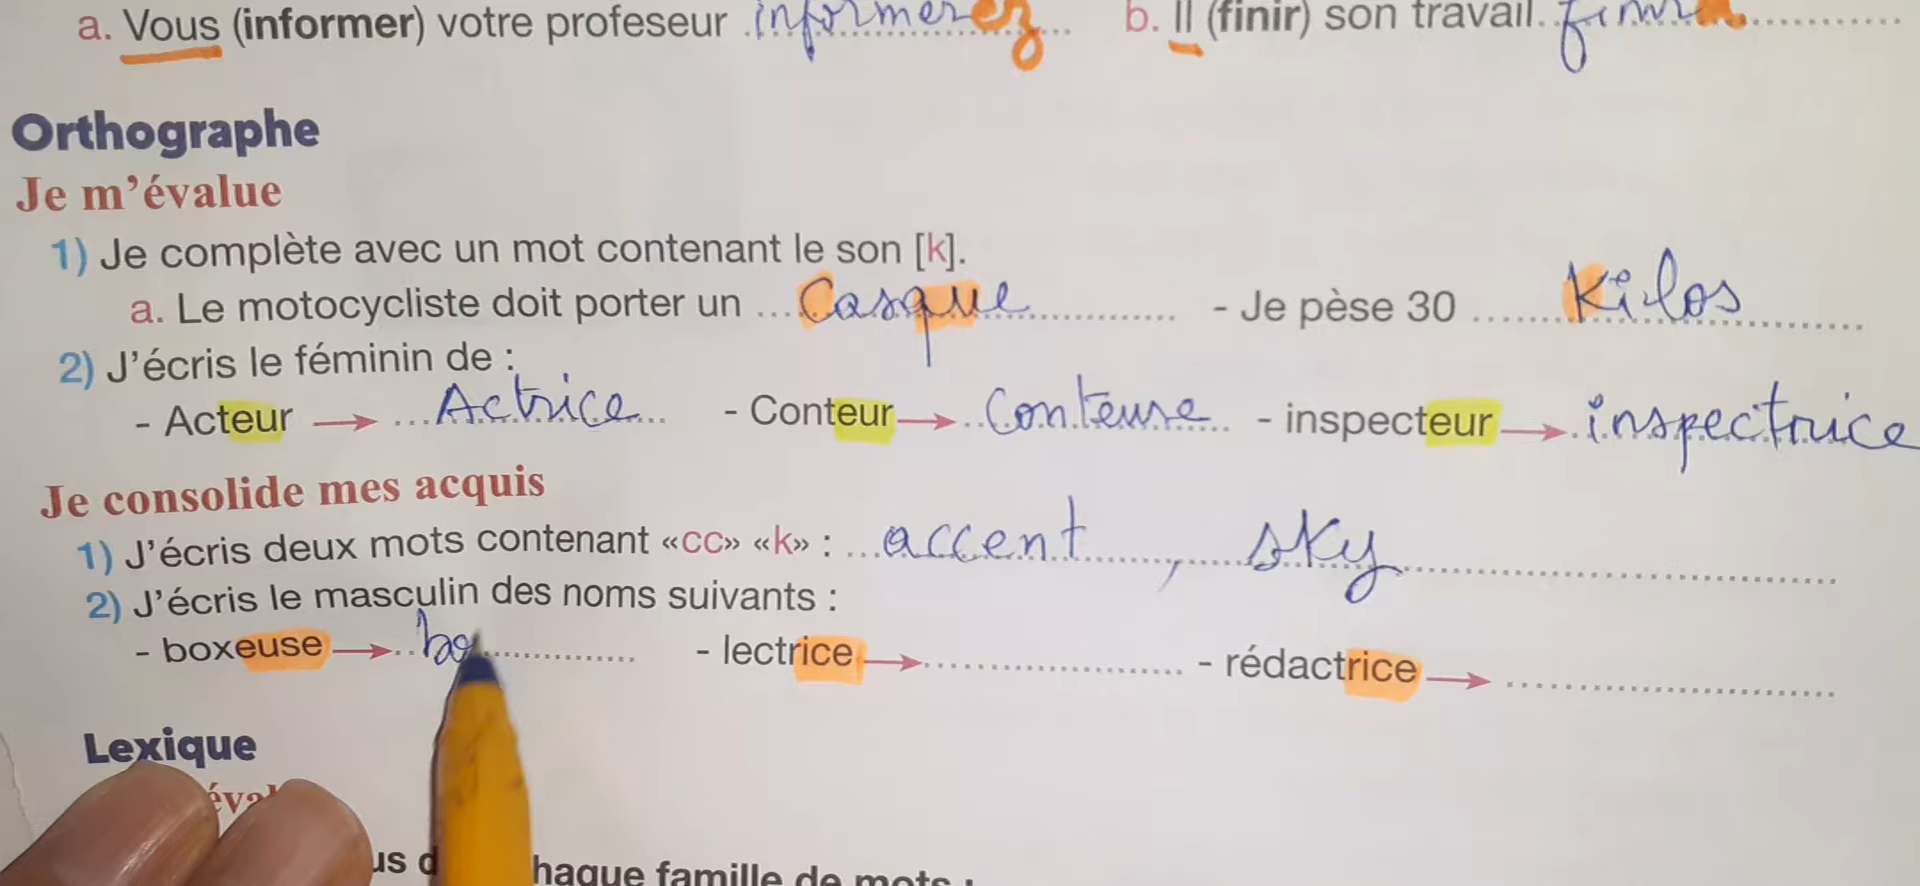 a. Vous (informer) votre profeseur informerez b. Il (finir) son travail. finira
Orthographe
Je m'évalue
1) Je complète avec un mot contenant le son [k].
a. Le motocycliste doit porter un ... Casque ... - Je pèse 30 ... Kilos
2) J'écris le féminin de :
- Acteur → Actrice - Conteur → Conteuse - inspecteur → inspectrice
Je consolide mes acquis
1) J'écris deux mots contenant «cc» «k» : accent , sky
2) J'écris le masculin des noms suivants :
- boxeuse → bo - lectrice → - rédactrice →
Lexique
haque famille de mots :